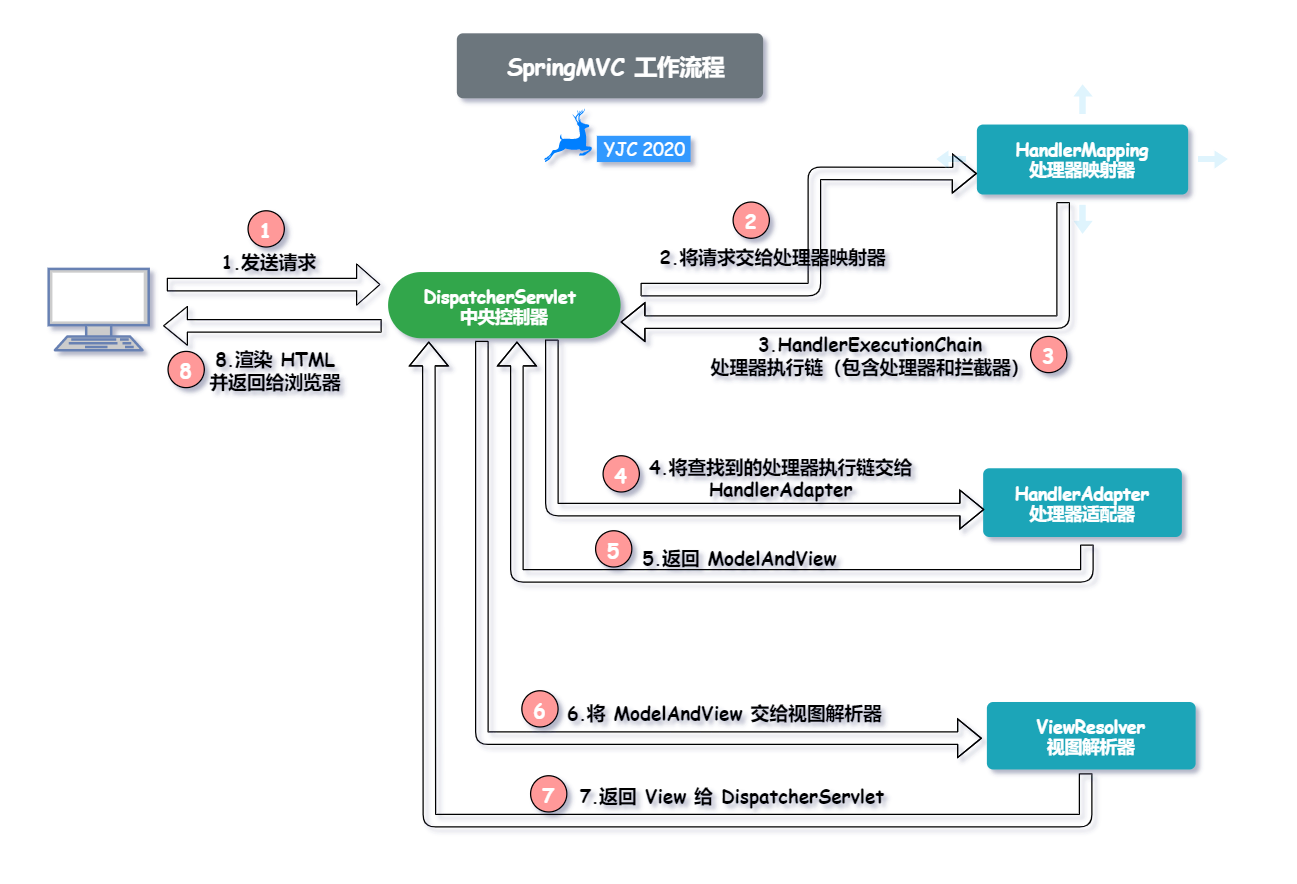 SpringMVC 工作流程
YJC 2020
HandlerMapping
处理器映射器
1
1.发送请求
2
2.将请求交给处理器映射器
DispatcherServlet
中央控制器
3.HandlerExecutionChain
处理器执行链（包含处理器和拦截器）
3
8
8.渲染 HTML
并返回给浏览器
4
4.将查找到的处理器执行链交给
HandlerAdapter
HandlerAdapter
处理器适配器
5
5.返回 ModelAndView
6
6.将 ModelAndView 交给视图解析器
ViewResolver
视图解析器
7
7.返回 View 给 DispatcherServlet